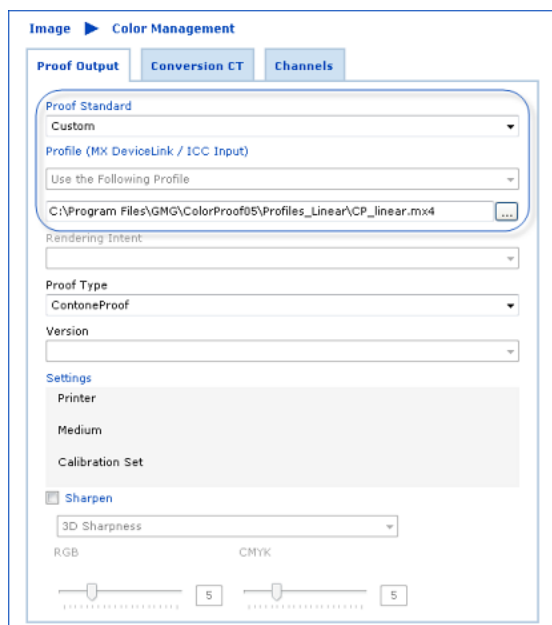 Image ▶ Color Management
Proof Output Conversion CT Channels
Proof Standard
Custom
Profile (MX DeviceLink / ICC Input)
Use the Following Profile
C:\Program Files\GMG\ColorProof05\Profiles_Linear\CP_linear.mx4 ...
Rendering Intent
Proof Type
ContoneProof
Version
Settings
Printer
Medium
Calibration Set
Sharpen
3D Sharpness
RGB CMYK
5 5